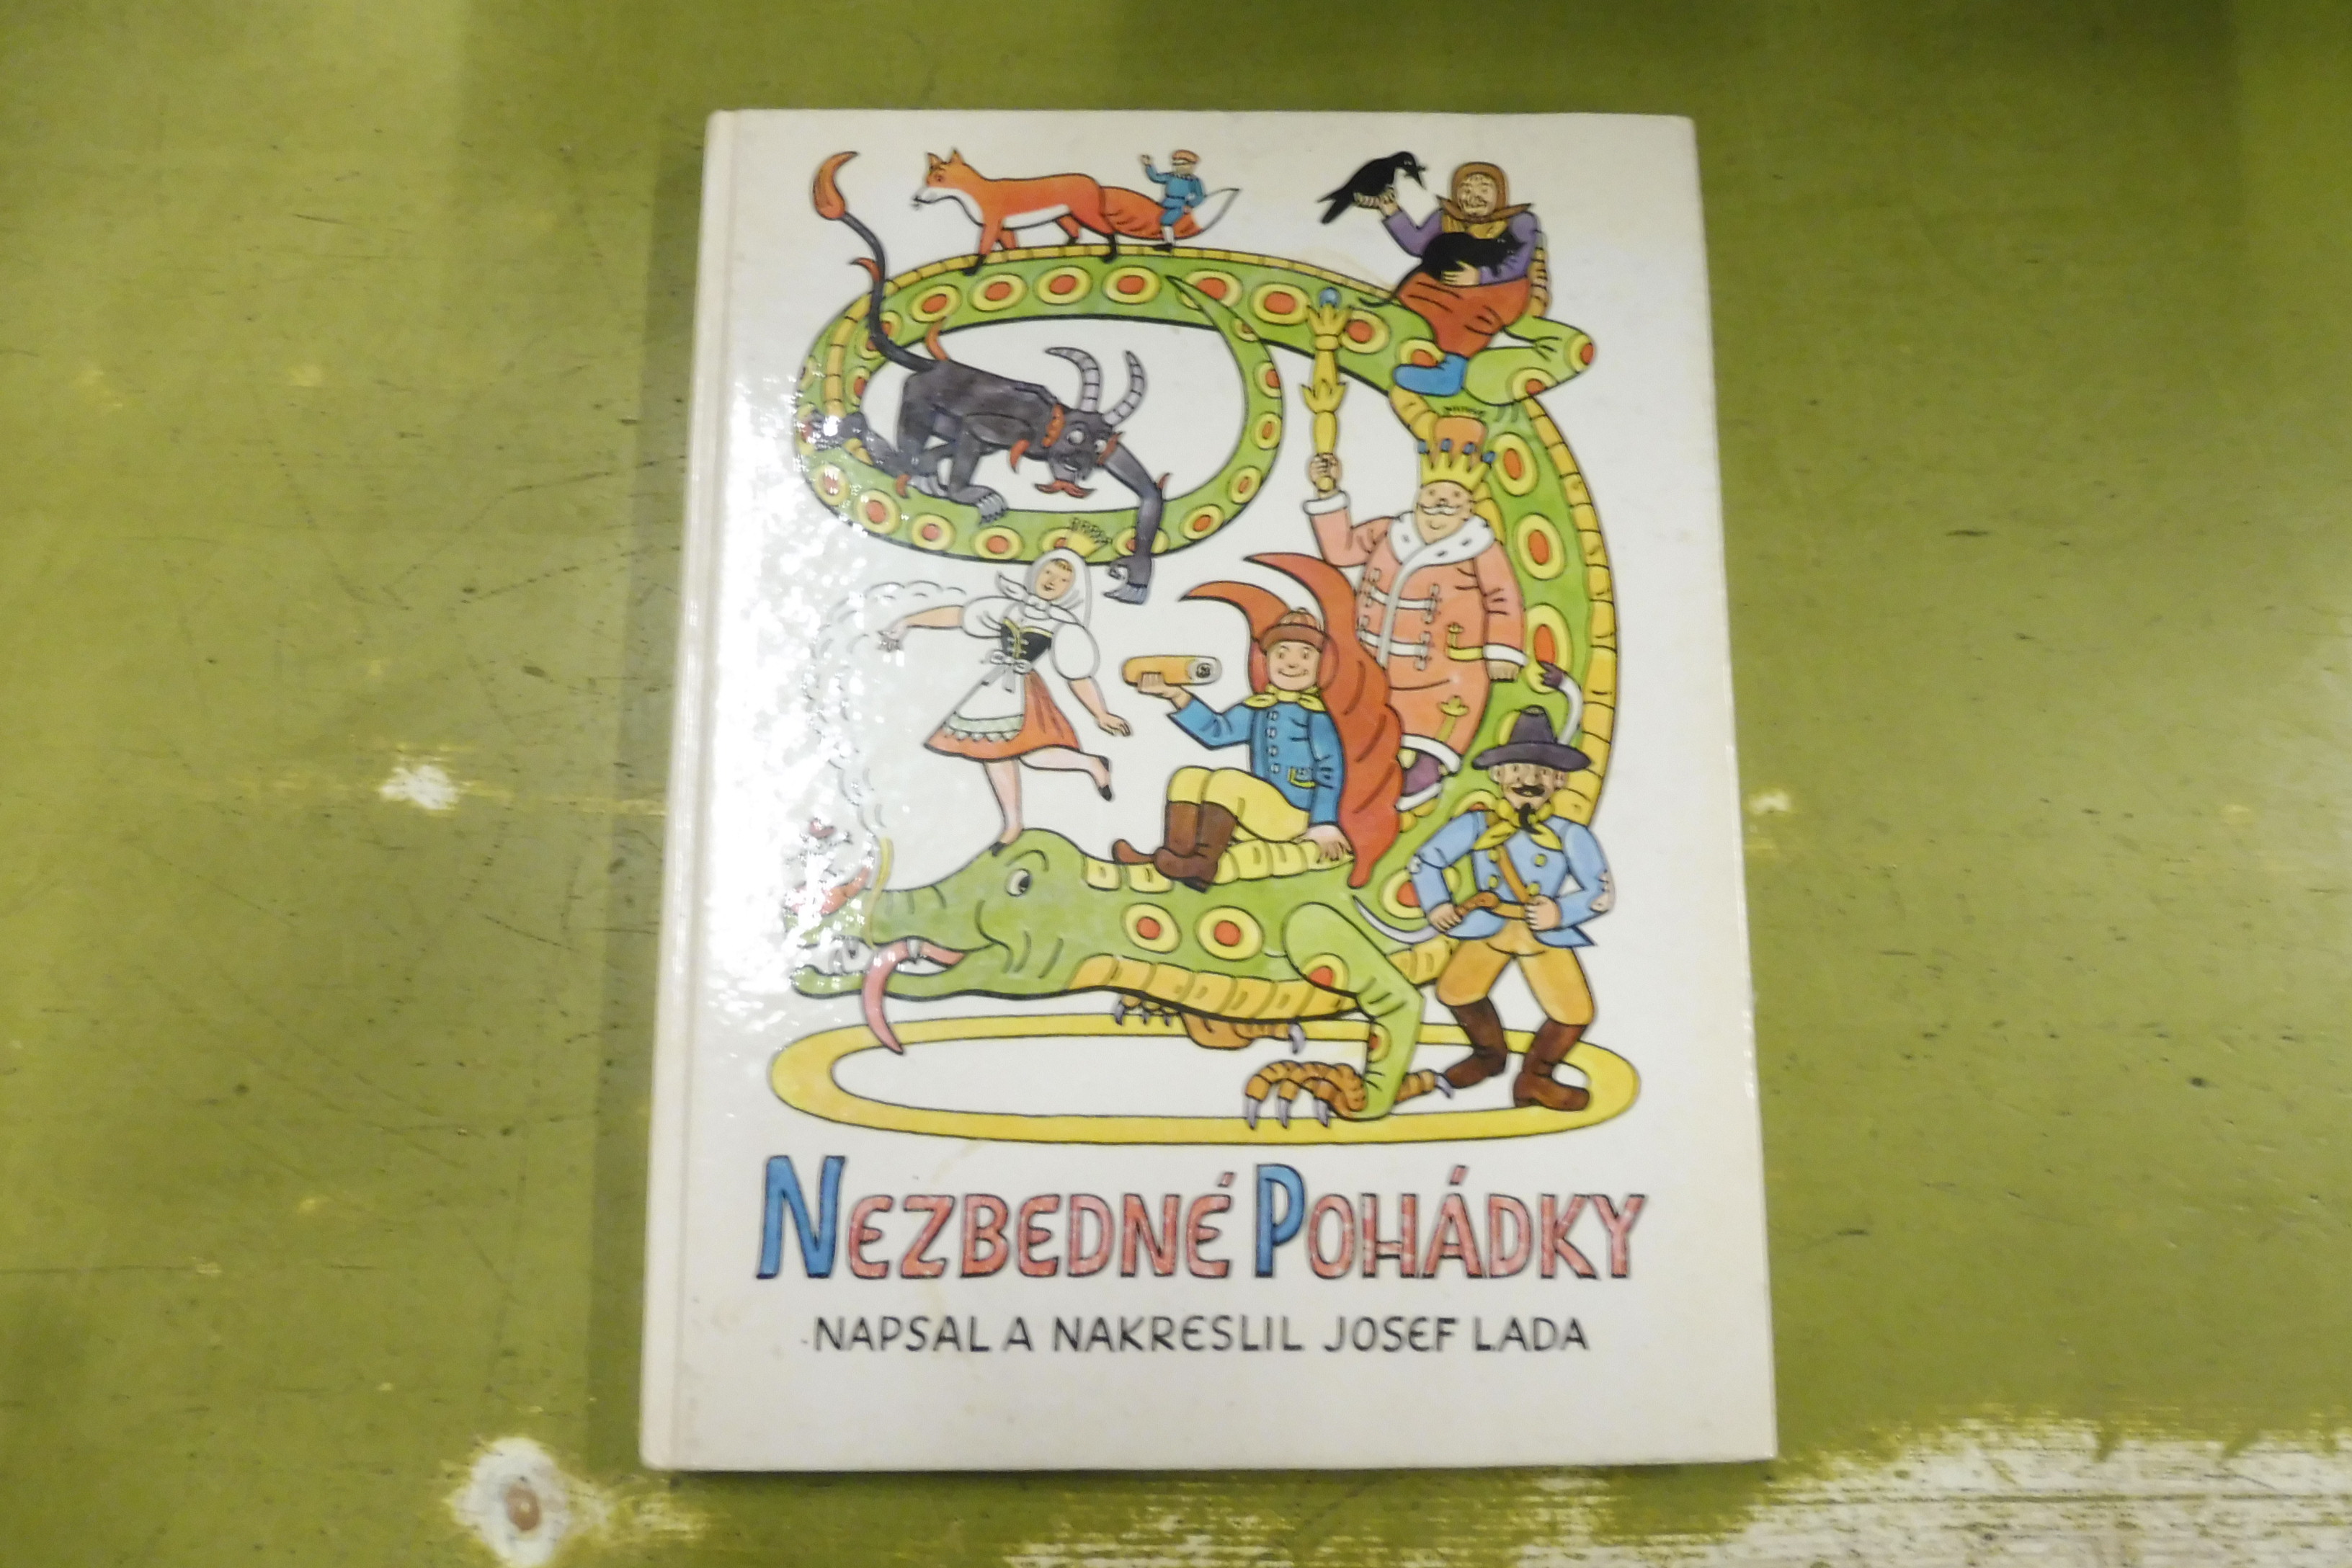 NEZBEDNÉ POHÁDKY
NAPSAL A NAKRESLIL JOSEF LADA